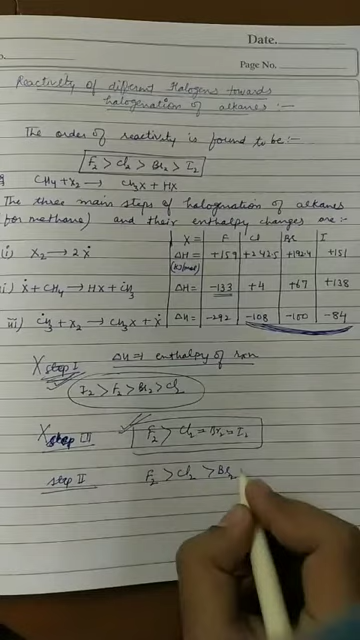 Date.
o.
Page No.
Reactivity of different Halogens towards
halogenation of alkanes :-
The order of reactivity is found to be:-
F₂ > Cl₂ > Br₂ > I₂
CH₄ + X₂ → CH₃X + HX
The three main steps of halogenation of alkanes
(for methane) and their enthalpy changes are :-
X = F Cl Br I
i) X₂ → 2Ẋ ΔH = (kJ/mol) +159 +242.5 +192.4 +151
i) Ẋ + CH₄ → HX + ĊH₃ ΔH = -133 +4 +67 +138
iii) ĊH₃ + X₂ → CH₃X + Ẋ ΔH = -292 -108 -100 -84
X step I ΔH = enthalpy of rxn
I₂ > F₂ > Br₂ > Cl₂
X step III F₂ > Cl₂ = Br₂ = I₂
step II F₂ > Cl₂ > Br₂